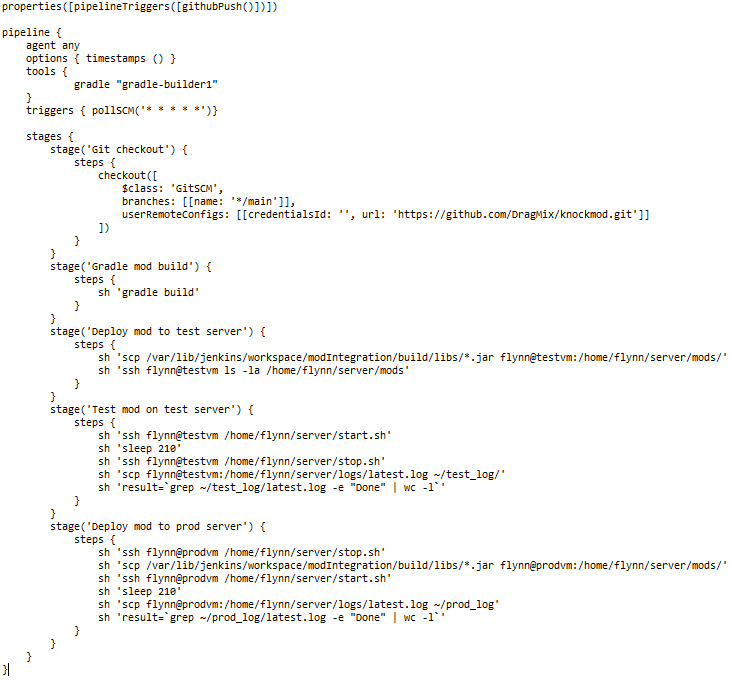 properties([pipelineTriggers([githubPush()])])

pipeline {
    agent any
    options { timestamps () }
    tools {
            gradle "gradle-builder1"
    }
    triggers { pollSCM('* * * * *')}

    stages {
        stage('Git checkout') {
            steps {
                checkout([
                    $class: 'GitSCM',
                    branches: [[name: '*/main']],
                    userRemoteConfigs: [[credentialsId: '', url: 'https://github.com/DragMix/knockmod.git']]
                ])
            }
        }
        stage('Gradle mod build') {
            steps {
                sh 'gradle build'
            }
        }
        stage('Deploy mod to test server') {
            steps {
                sh 'scp /var/lib/jenkins/workspace/modIntegration/build/libs/*.jar flynn@testvm:/home/flynn/server/mods/'
                sh 'ssh flynn@testvm ls -la /home/flynn/server/mods'
            }
        }
        stage('Test mod on test server') {
            steps {
                sh 'ssh flynn@testvm /home/flynn/server/start.sh'
                sh 'sleep 210'
                sh 'ssh flynn@testvm /home/flynn/server/stop.sh'
                sh 'scp flynn@testvm:/home/flynn/server/logs/latest.log ~/test_log/'
                sh 'result=`grep ~/test_log/latest.log -e "Done" | wc -l`'
            }
        }
        stage('Deploy mod to prod server') {
            steps {
                sh 'ssh flynn@prodvm /home/flynn/server/stop.sh'
                sh 'scp /var/lib/jenkins/workspace/modIntegration/build/libs/*.jar flynn@prodvm:/home/flynn/server/mods/'
                sh 'ssh flynn@prodvm /home/flynn/server/start.sh'
                sh 'sleep 210'
                sh 'scp flynn@prodvm:/home/flynn/server/logs/latest.log ~/prod_log'
                sh 'result=`grep ~/prod_log/latest.log -e "Done" | wc -l`'
            }
        }
    }
}